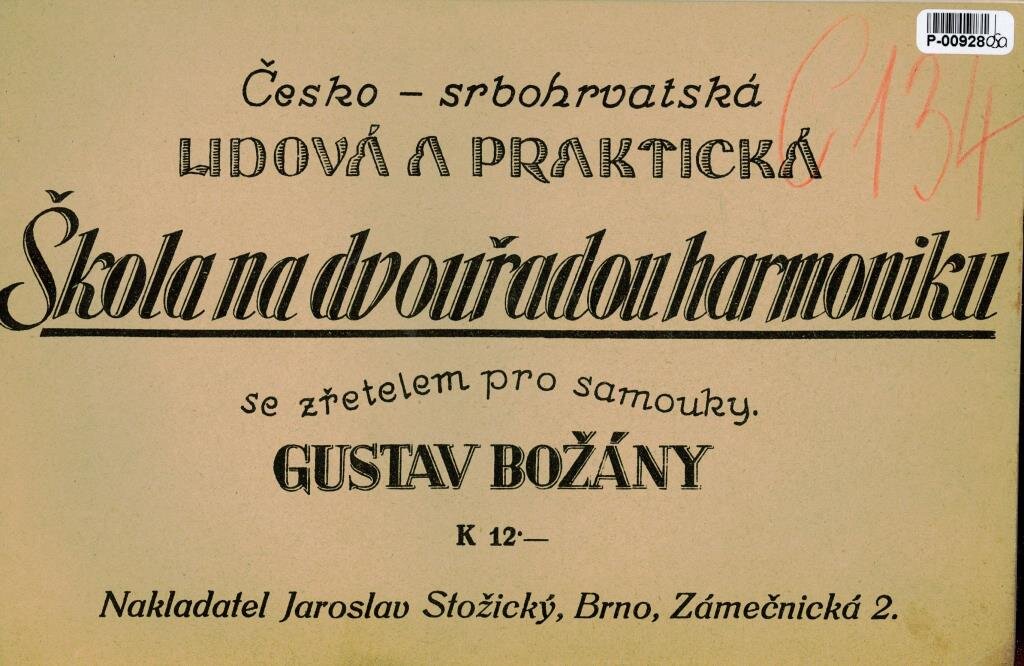 P-00928
C134
Česko – srbohrvatská
LIDOVÁ A PRAKTICKÁ
Škola na dvouřadou harmoniku
se zřetelem pro samouky.
GUSTAV BOŽÁNY
K 12·—
Nakladatel Jaroslav Stožický, Brno, Zámečnická 2.